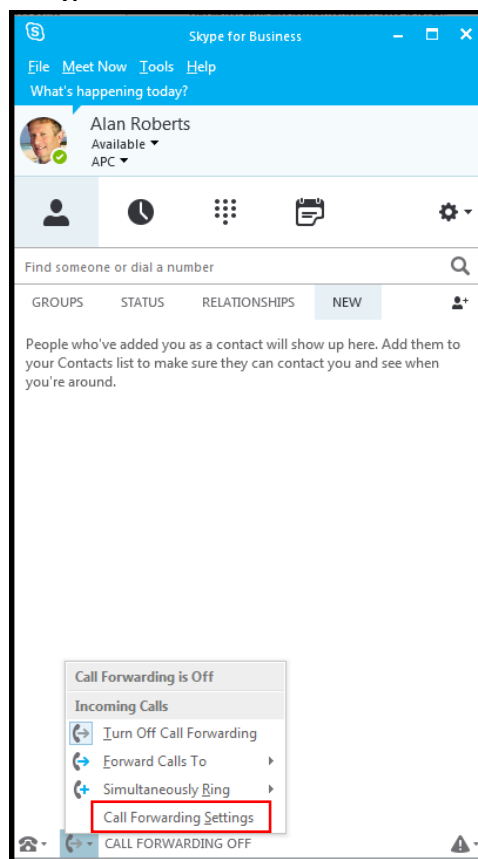 Skype for Business
File Meet Now Tools Help
What's happening today?
Alan Roberts
Available
APC
Find someone or dial a number
GROUPS STATUS RELATIONSHIPS NEW
People who've added you as a contact will show up here. Add them to
your Contacts list to make sure they can contact you and see when
you're around.
Call Forwarding is Off
Incoming Calls
Turn Off Call Forwarding
Forward Calls To
Simultaneously Ring
Call Forwarding Settings
CALL FORWARDING OFF